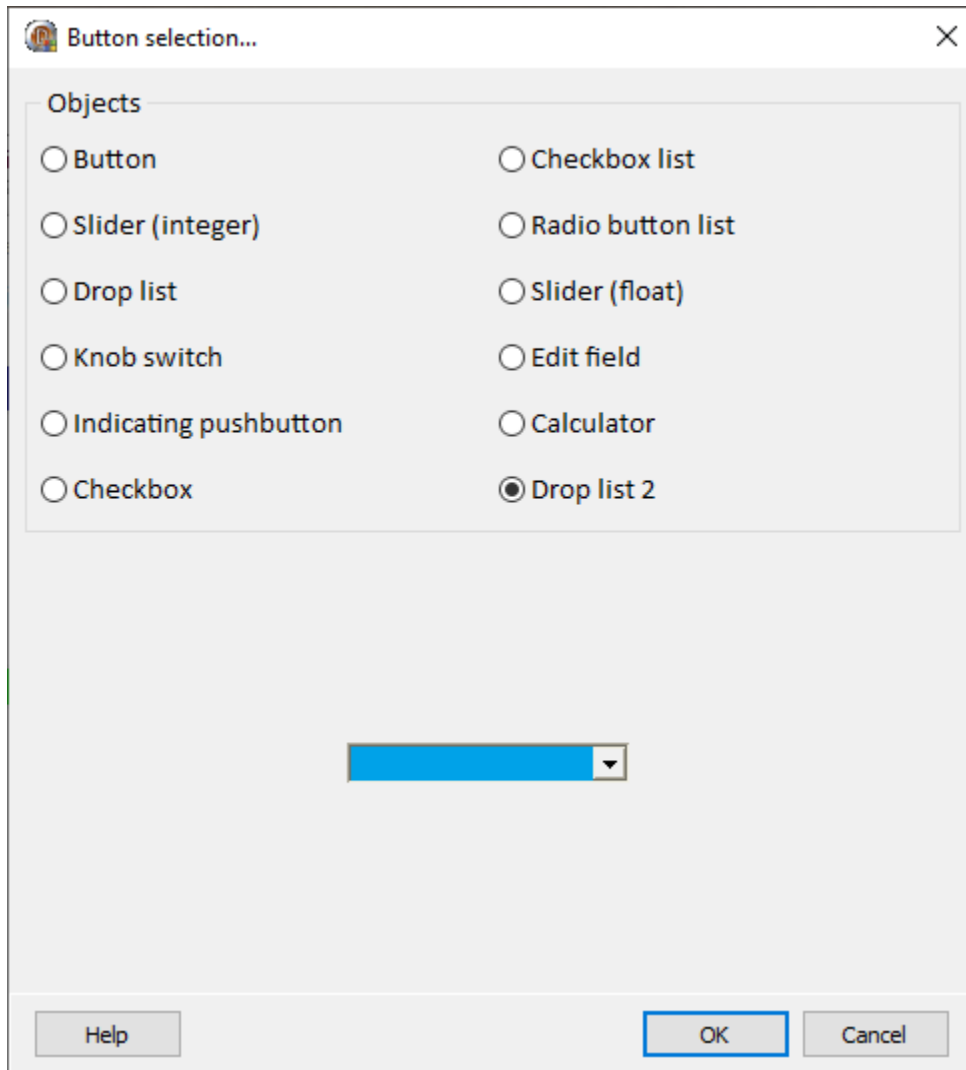 Button selection...
Objects
Button
Checkbox list
Slider (integer)
Radio button list
Drop list
Slider (float)
Knob switch
Edit field
Indicating pushbutton
Calculator
Checkbox
Drop list 2
Help
OK
Cancel